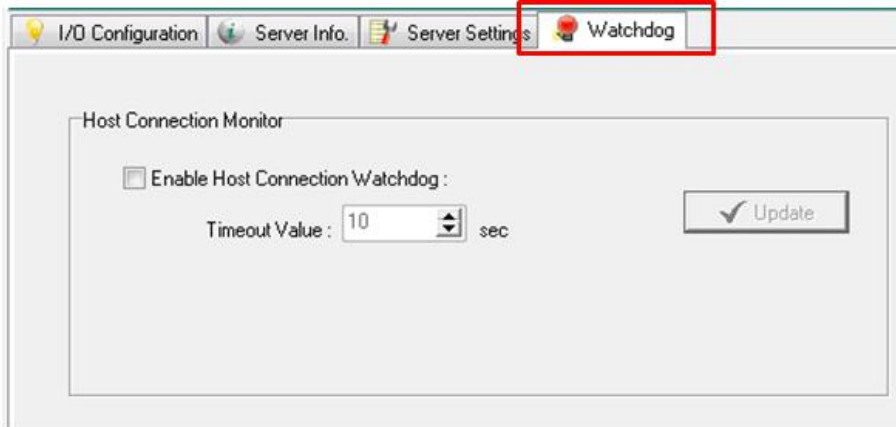 I/O Configuration Server Info. Server Settings Watchdog
Host Connection Monitor
Enable Host Connection Watchdog :
Timeout Value : 10 sec
Update